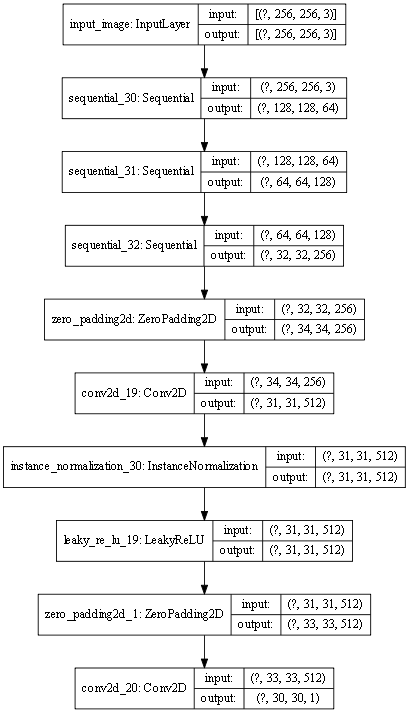 input_image: InputLayer
input: [(?, 256, 256, 3)]
output: [(?, 256, 256, 3)]
sequential_30: Sequential
input: (?, 256, 256, 3)
output: (?, 128, 128, 64)
sequential_31: Sequential
input: (?, 128, 128, 64)
output: (?, 64, 64, 128)
sequential_32: Sequential
input: (?, 64, 64, 128)
output: (?, 32, 32, 256)
zero_padding2d: ZeroPadding2D
input: (?, 32, 32, 256)
output: (?, 34, 34, 256)
conv2d_19: Conv2D
input: (?, 34, 34, 256)
output: (?, 31, 31, 512)
instance_normalization_30: InstanceNormalization
input: (?, 31, 31, 512)
output: (?, 31, 31, 512)
leaky_re_lu_19: LeakyReLU
input: (?, 31, 31, 512)
output: (?, 31, 31, 512)
zero_padding2d_1: ZeroPadding2D
input: (?, 31, 31, 512)
output: (?, 33, 33, 512)
conv2d_20: Conv2D
input: (?, 33, 33, 512)
output: (?, 30, 30, 1)